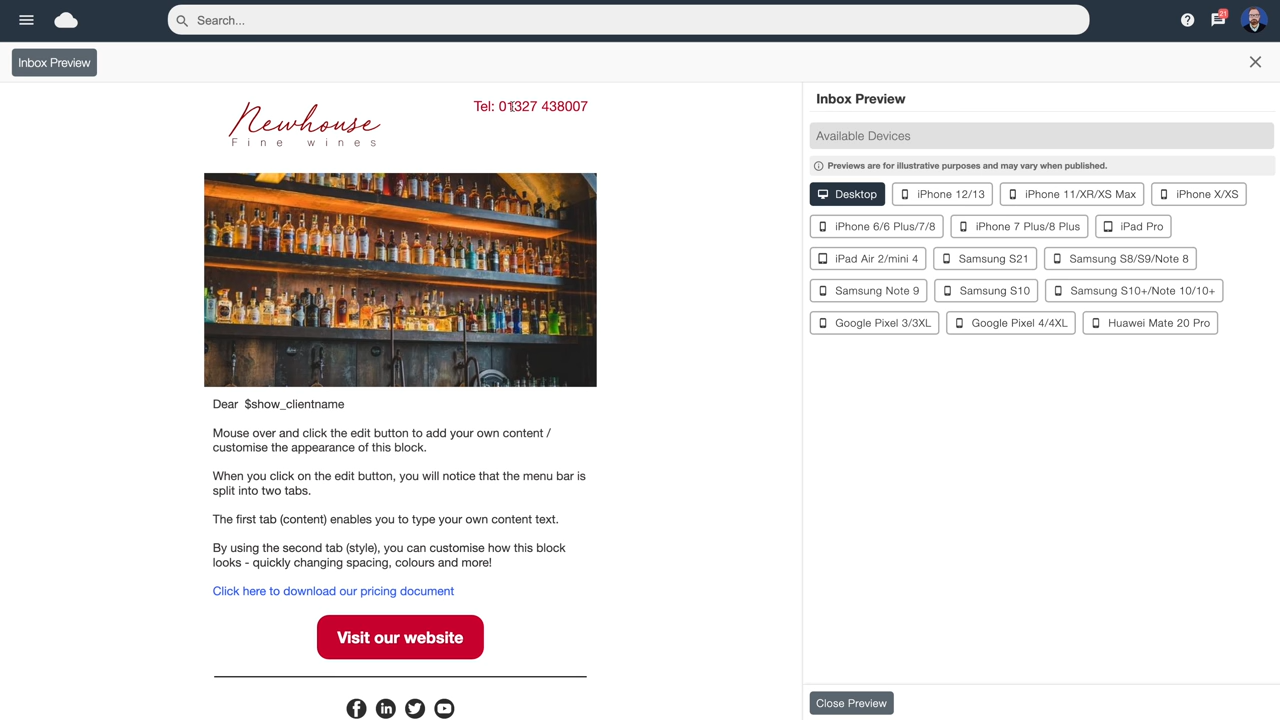 Search...
21
Inbox Preview
Newhouse
Fine wines
Tel: 01327 438007
Dear $show_clientname
Mouse over and click the edit button to add your own content /
customise the appearance of this block.
When you click on the edit button, you will notice that the menu bar is
split into two tabs.
The first tab (content) enables you to type your own content text.
By using the second tab (style), you can customise how this block
looks - quickly changing spacing, colours and more!
Click here to download our pricing document
Visit our website
Inbox Preview
Available Devices
Previews are for illustrative purposes and may vary when published.
Desktop iPhone 12/13 iPhone 11/XR/XS Max iPhone X/XS
iPhone 6/6 Plus/7/8 iPhone 7 Plus/8 Plus iPad Pro
iPad Air 2/mini 4 Samsung S21 Samsung S8/S9/Note 8
Samsung Note 9 Samsung S10 Samsung S10+/Note 10/10+
Google Pixel 3/3XL Google Pixel 4/4XL Huawei Mate 20 Pro
Close Preview